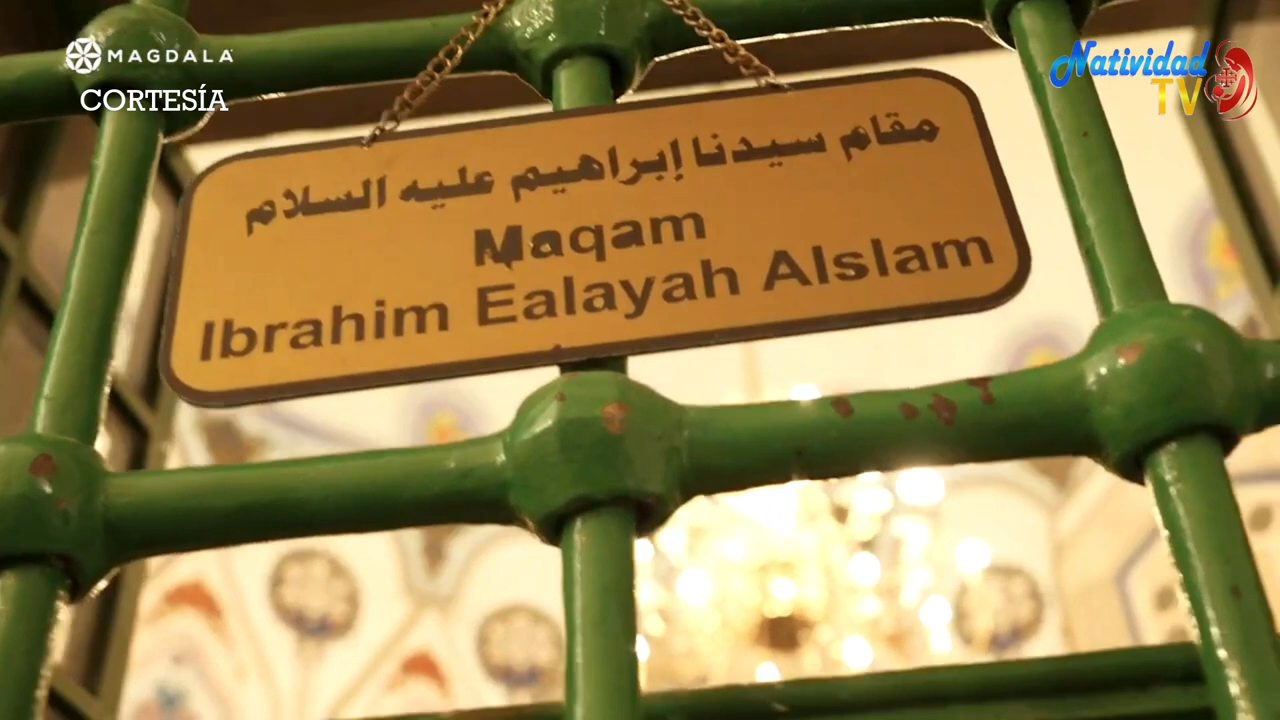 MAGDALA
CORTESÍA
Natividad
TV
مقام سيدنا إبراهيم عليه السلام
Maqam
Ibrahim Ealayah Alslam